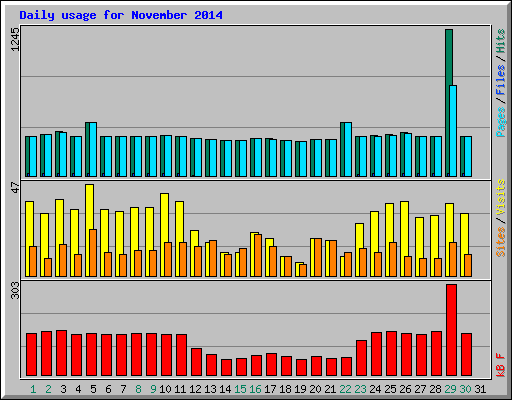 Daily usage for November 2014
1245
Pages / Files / Hits
47
Sites / Visits
303
kB F
1 2 3 4 5 6 7 8 9 10 11 12 13 14 15 16 17 18 19 20 21 22 23 24 25 26 27 28 29 30 31